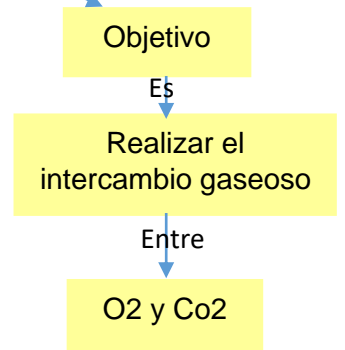 Objetivo
Es
Realizar el
intercambio gaseoso
Entre
O2 y Co2